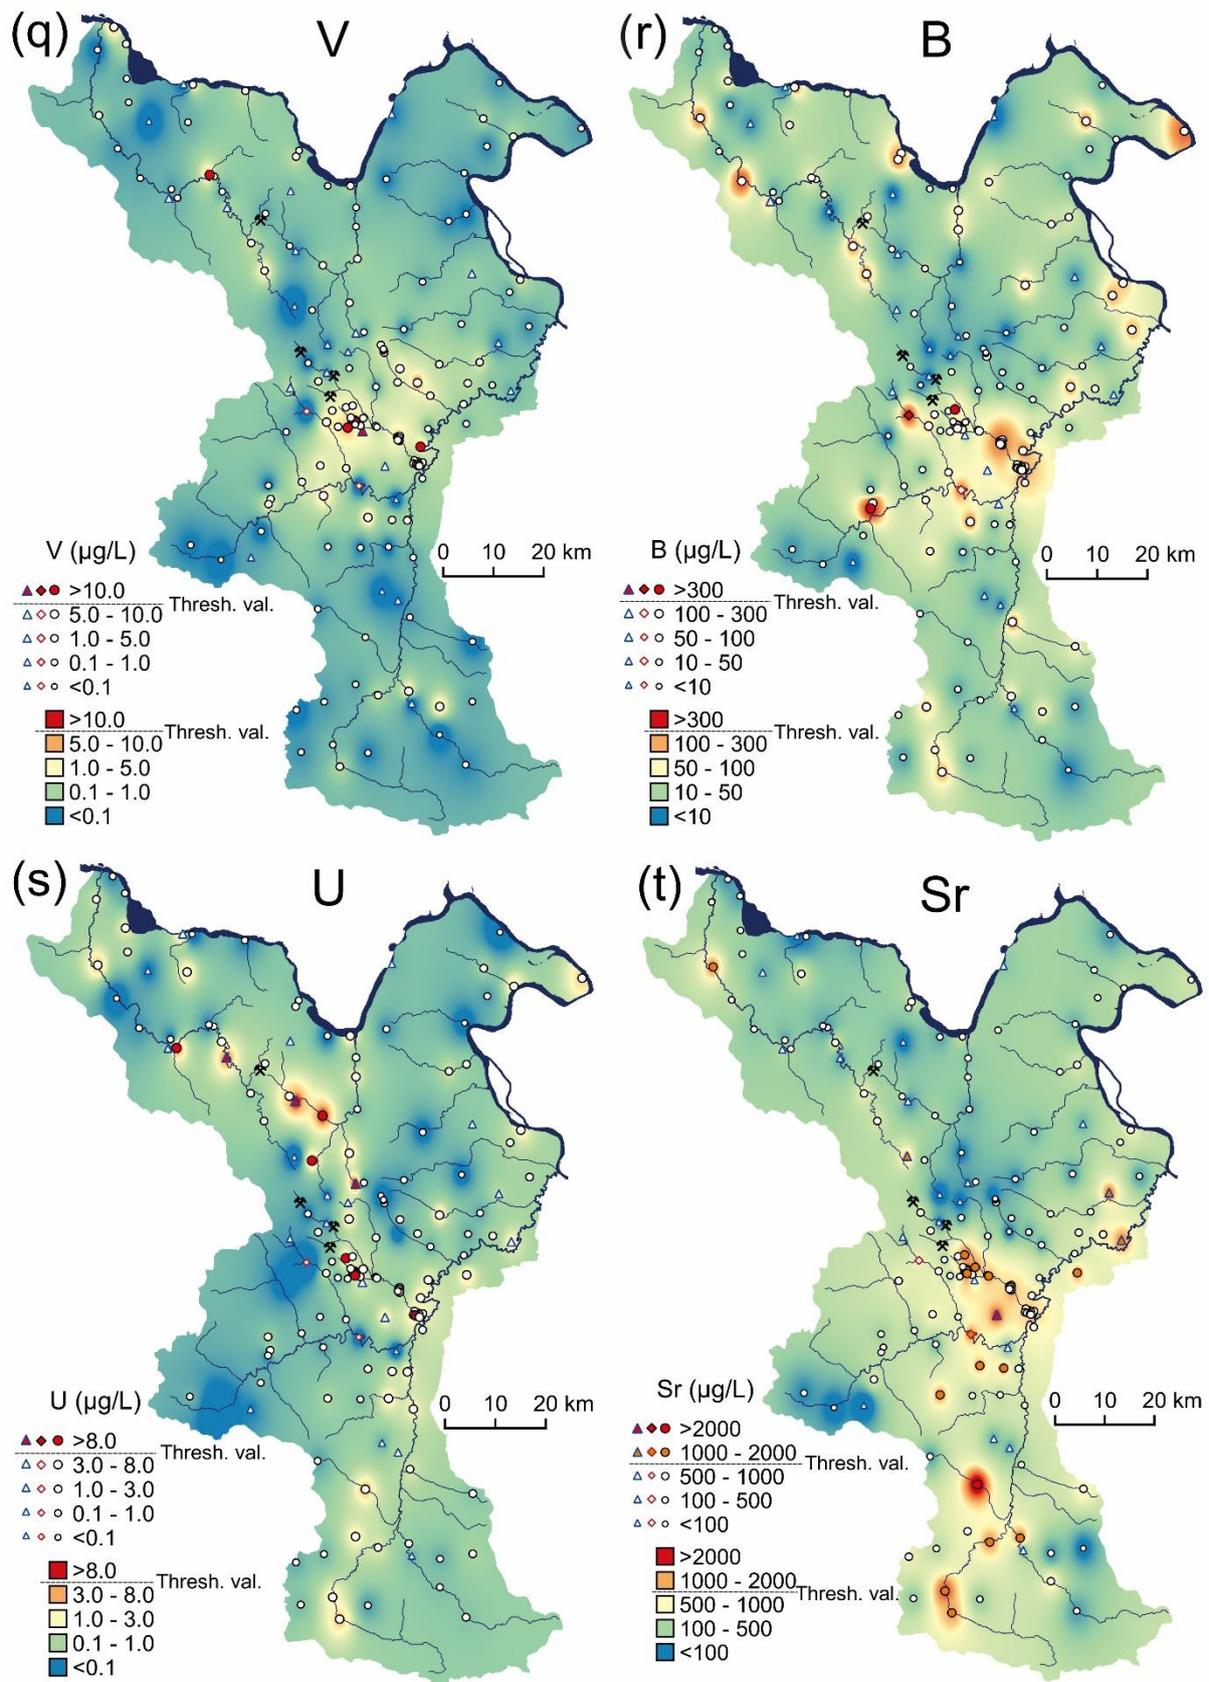 (q) V
0 10 20 km
V (µg/L)
>10.0
Thresh. val.
5.0 - 10.0
1.0 - 5.0
0.1 - 1.0
<0.1
>10.0
Thresh. val.
5.0 - 10.0
1.0 - 5.0
0.1 - 1.0
<0.1
(r) B
0 10 20 km
B (µg/L)
>300
Thresh. val.
100 - 300
50 - 100
10 - 50
<10
>300
Thresh. val.
100 - 300
50 - 100
10 - 50
<10
(s) U
0 10 20 km
U (µg/L)
>8.0
Thresh. val.
3.0 - 8.0
1.0 - 3.0
0.1 - 1.0
<0.1
>8.0
Thresh. val.
3.0 - 8.0
1.0 - 3.0
0.1 - 1.0
<0.1
(t) Sr
0 10 20 km
Sr (µg/L)
>2000
1000 - 2000
Thresh. val.
500 - 1000
100 - 500
<100
>2000
1000 - 2000
Thresh. val.
500 - 1000
100 - 500
<100